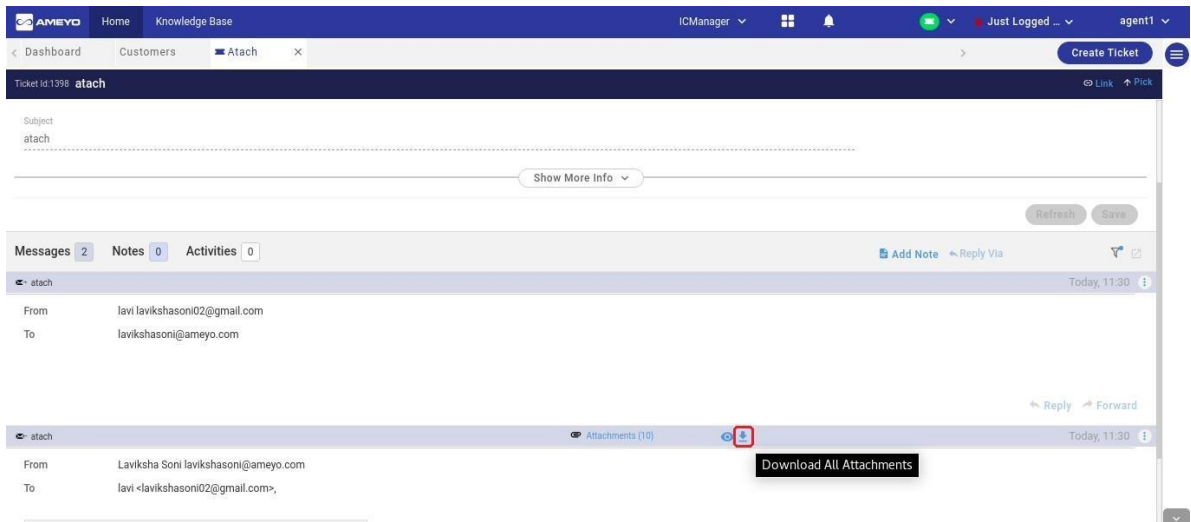 AMEYO Home Knowledge Base ICManager Just Logged ... agent1
Dashboard Customers Atach × Create Ticket
Ticket Id:1398 atach Link Pick
Subject
atach
Show More Info
Refresh Save
Messages 2 Notes 0 Activities 0 Add Note Reply Via
atach Today, 11:30
From lavi lavikshasoni02@gmail.com
To lavikshasoni@ameyo.com
Reply Forward
atach Attachments (10) Today, 11:30
Download All Attachments
From Laviksha Soni lavikshasoni@ameyo.com
To lavi <lavikshasoni02@gmail.com>,